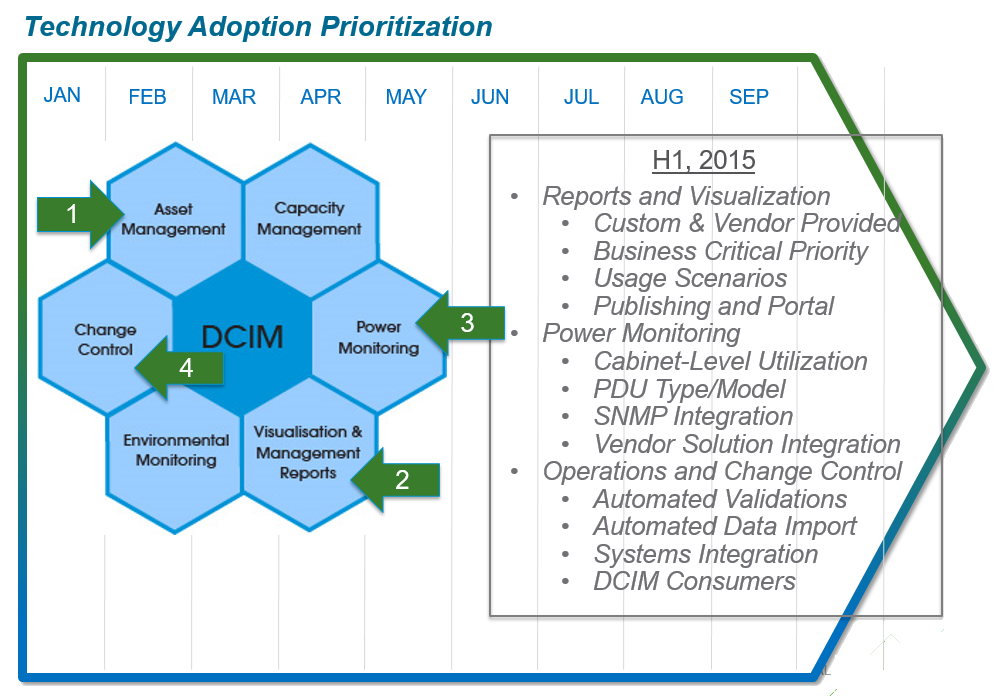 Technology Adoption Prioritization
JAN FEB MAR APR MAY JUN JUL AUG SEP
H1, 2015
• Reports and Visualization
• Custom & Vendor Provided
• Business Critical Priority
• Usage Scenarios
• Publishing and Portal
• Power Monitoring
• Cabinet-Level Utilization
• PDU Type/Model
• SNMP Integration
• Vendor Solution Integration
• Operations and Change Control
• Automated Validations
• Automated Data Import
• Systems Integration
• DCIM Consumers
1
Asset
Management
Capacity
Management
Change
Control
4
DCIM
Power
Monitoring
3
Environmental
Monitoring
Visualisation &
Management
Reports
2